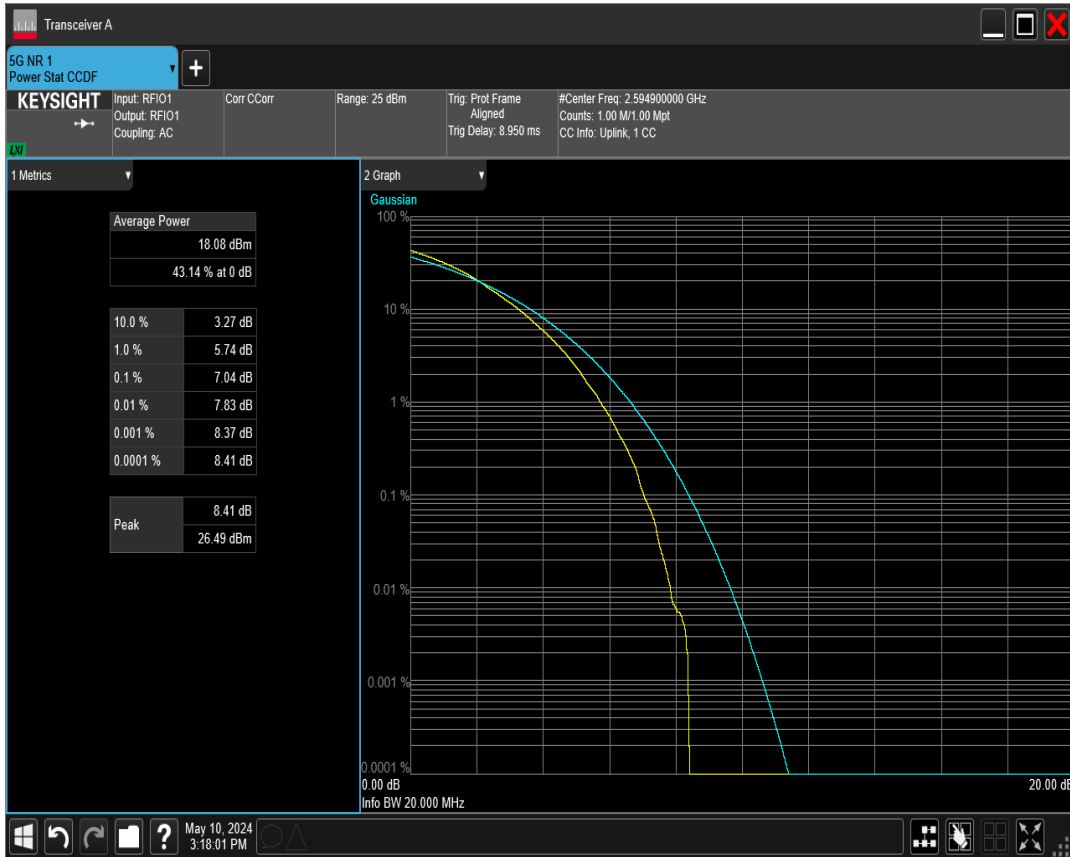 Transceiver A
5G NR 1
Power Stat CCDF
KEYSIGHT
LXI
Input: RFIO1
Output: RFIO1
Coupling: AC
Corr CCorr
Range: 25 dBm
Trig: Prot Frame
Aligned
Trig Delay: 8.950 ms
#Center Freq: 2.594900000 GHz
Counts: 1.00 M/1.00 Mpt
CC Info: Uplink, 1 CC
1 Metrics
Average Power
18.08 dBm
43.14 % at 0 dB
10.0 % 3.27 dB
1.0 % 5.74 dB
0.1 % 7.04 dB
0.01 % 7.83 dB
0.001 % 8.37 dB
0.0001 % 8.41 dB
Peak 8.41 dB
26.49 dBm
2 Graph
Gaussian
100 %
10 %
1 %
0.1 %
0.01 %
0.001 %
0.0001 %
0.00 dB 20.00 dB
Info BW 20.000 MHz
?
May 10, 2024
3:18:01 PM